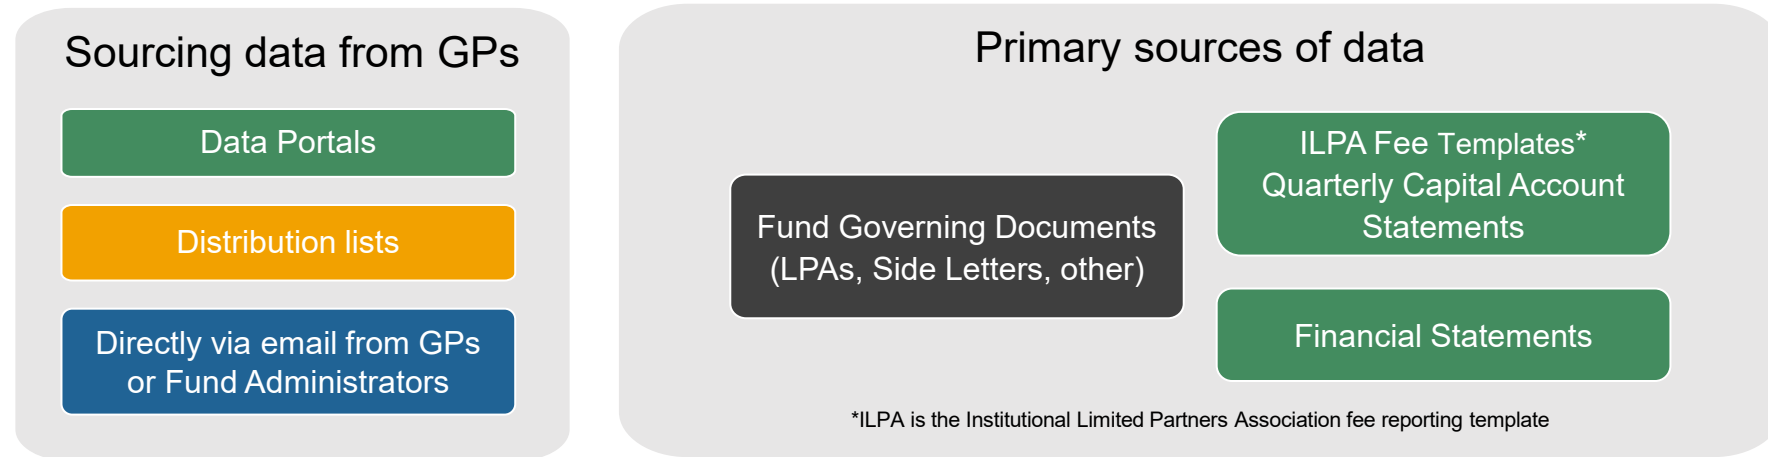 Sourcing data from GPs
Data Portals
Distribution lists
Directly via email from GPs
or Fund Administrators
Primary sources of data
Fund Governing Documents
(LPAs, Side Letters, other)
ILPA Fee Templates*
Quarterly Capital Account
Statements
Financial Statements
*ILPA is the Institutional Limited Partners Association fee reporting template